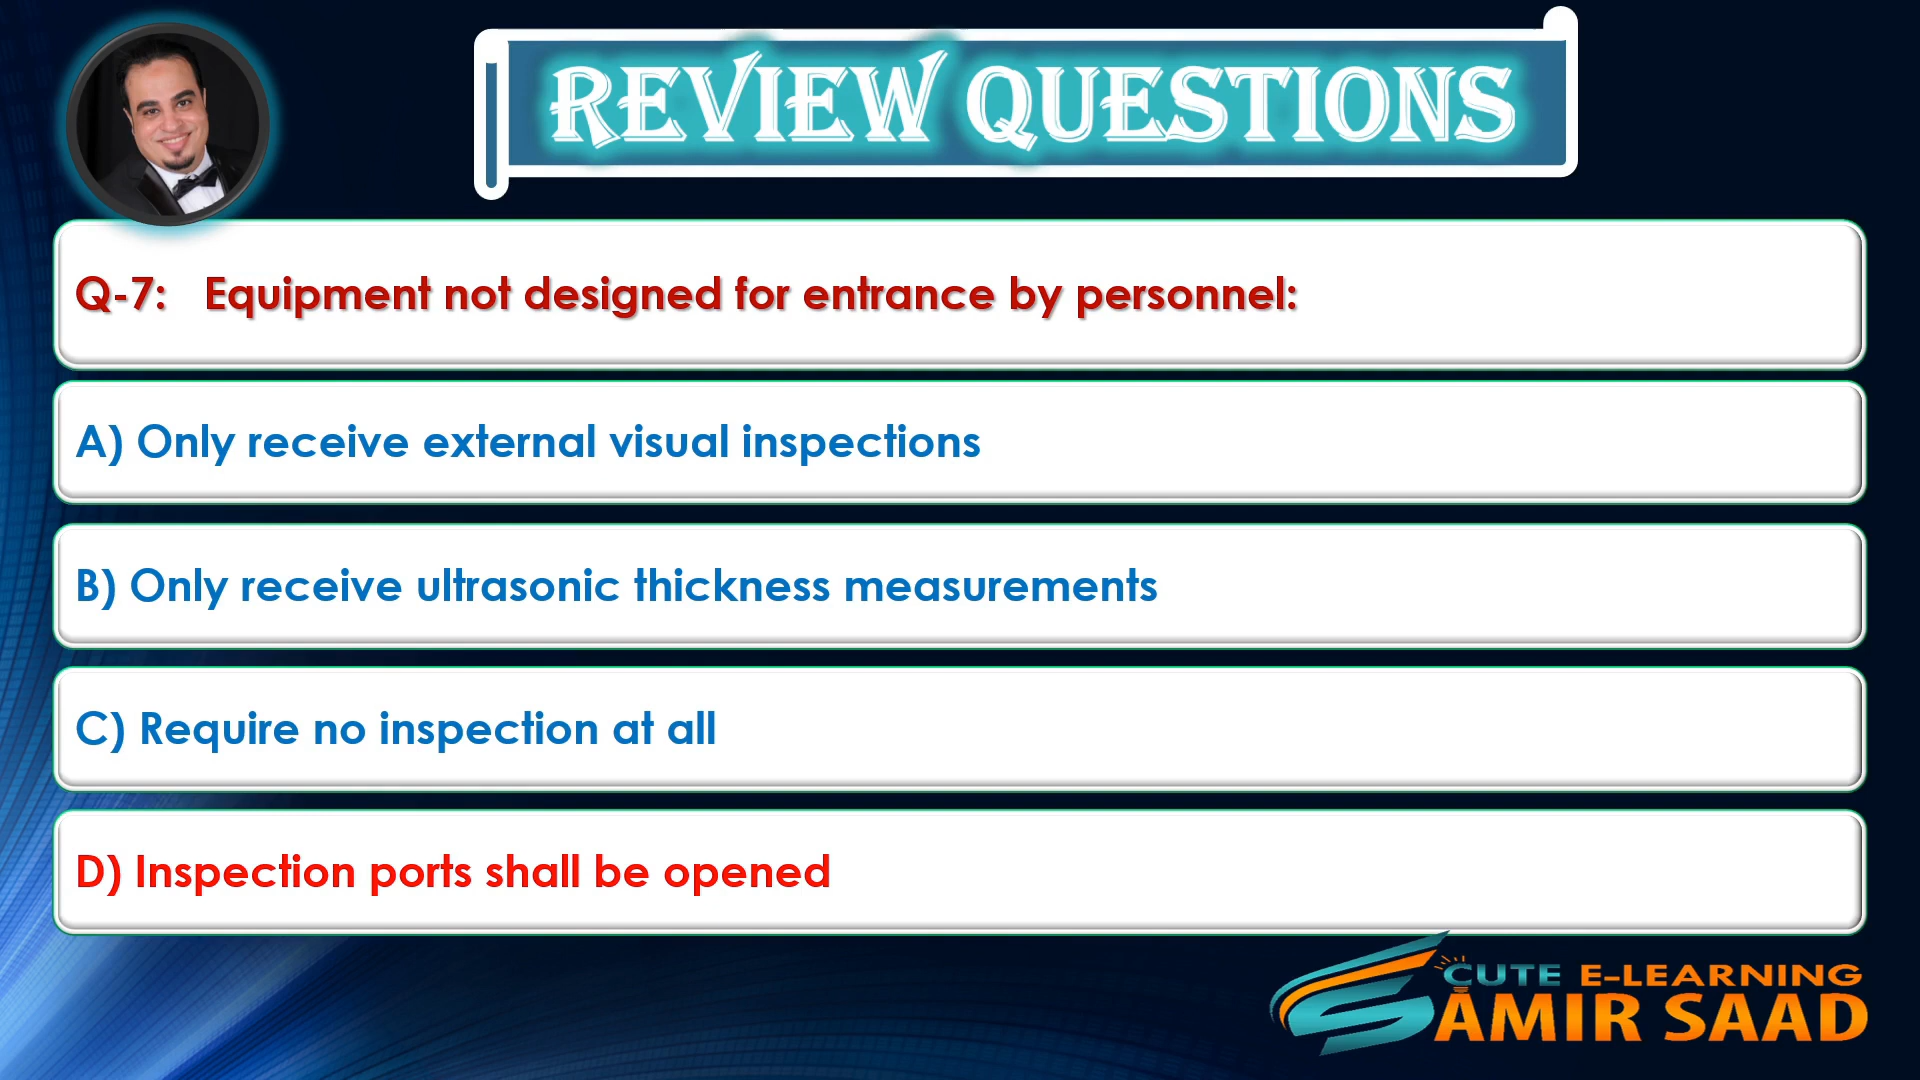 REVIEW QUESTIONS
Q-7: Equipment not designed for entrance by personnel:
A) Only receive external visual inspections
B) Only receive ultrasonic thickness measurements
C) Require no inspection at all
D) Inspection ports shall be opened
CUTE E-LEARNING
AMIR SAAD